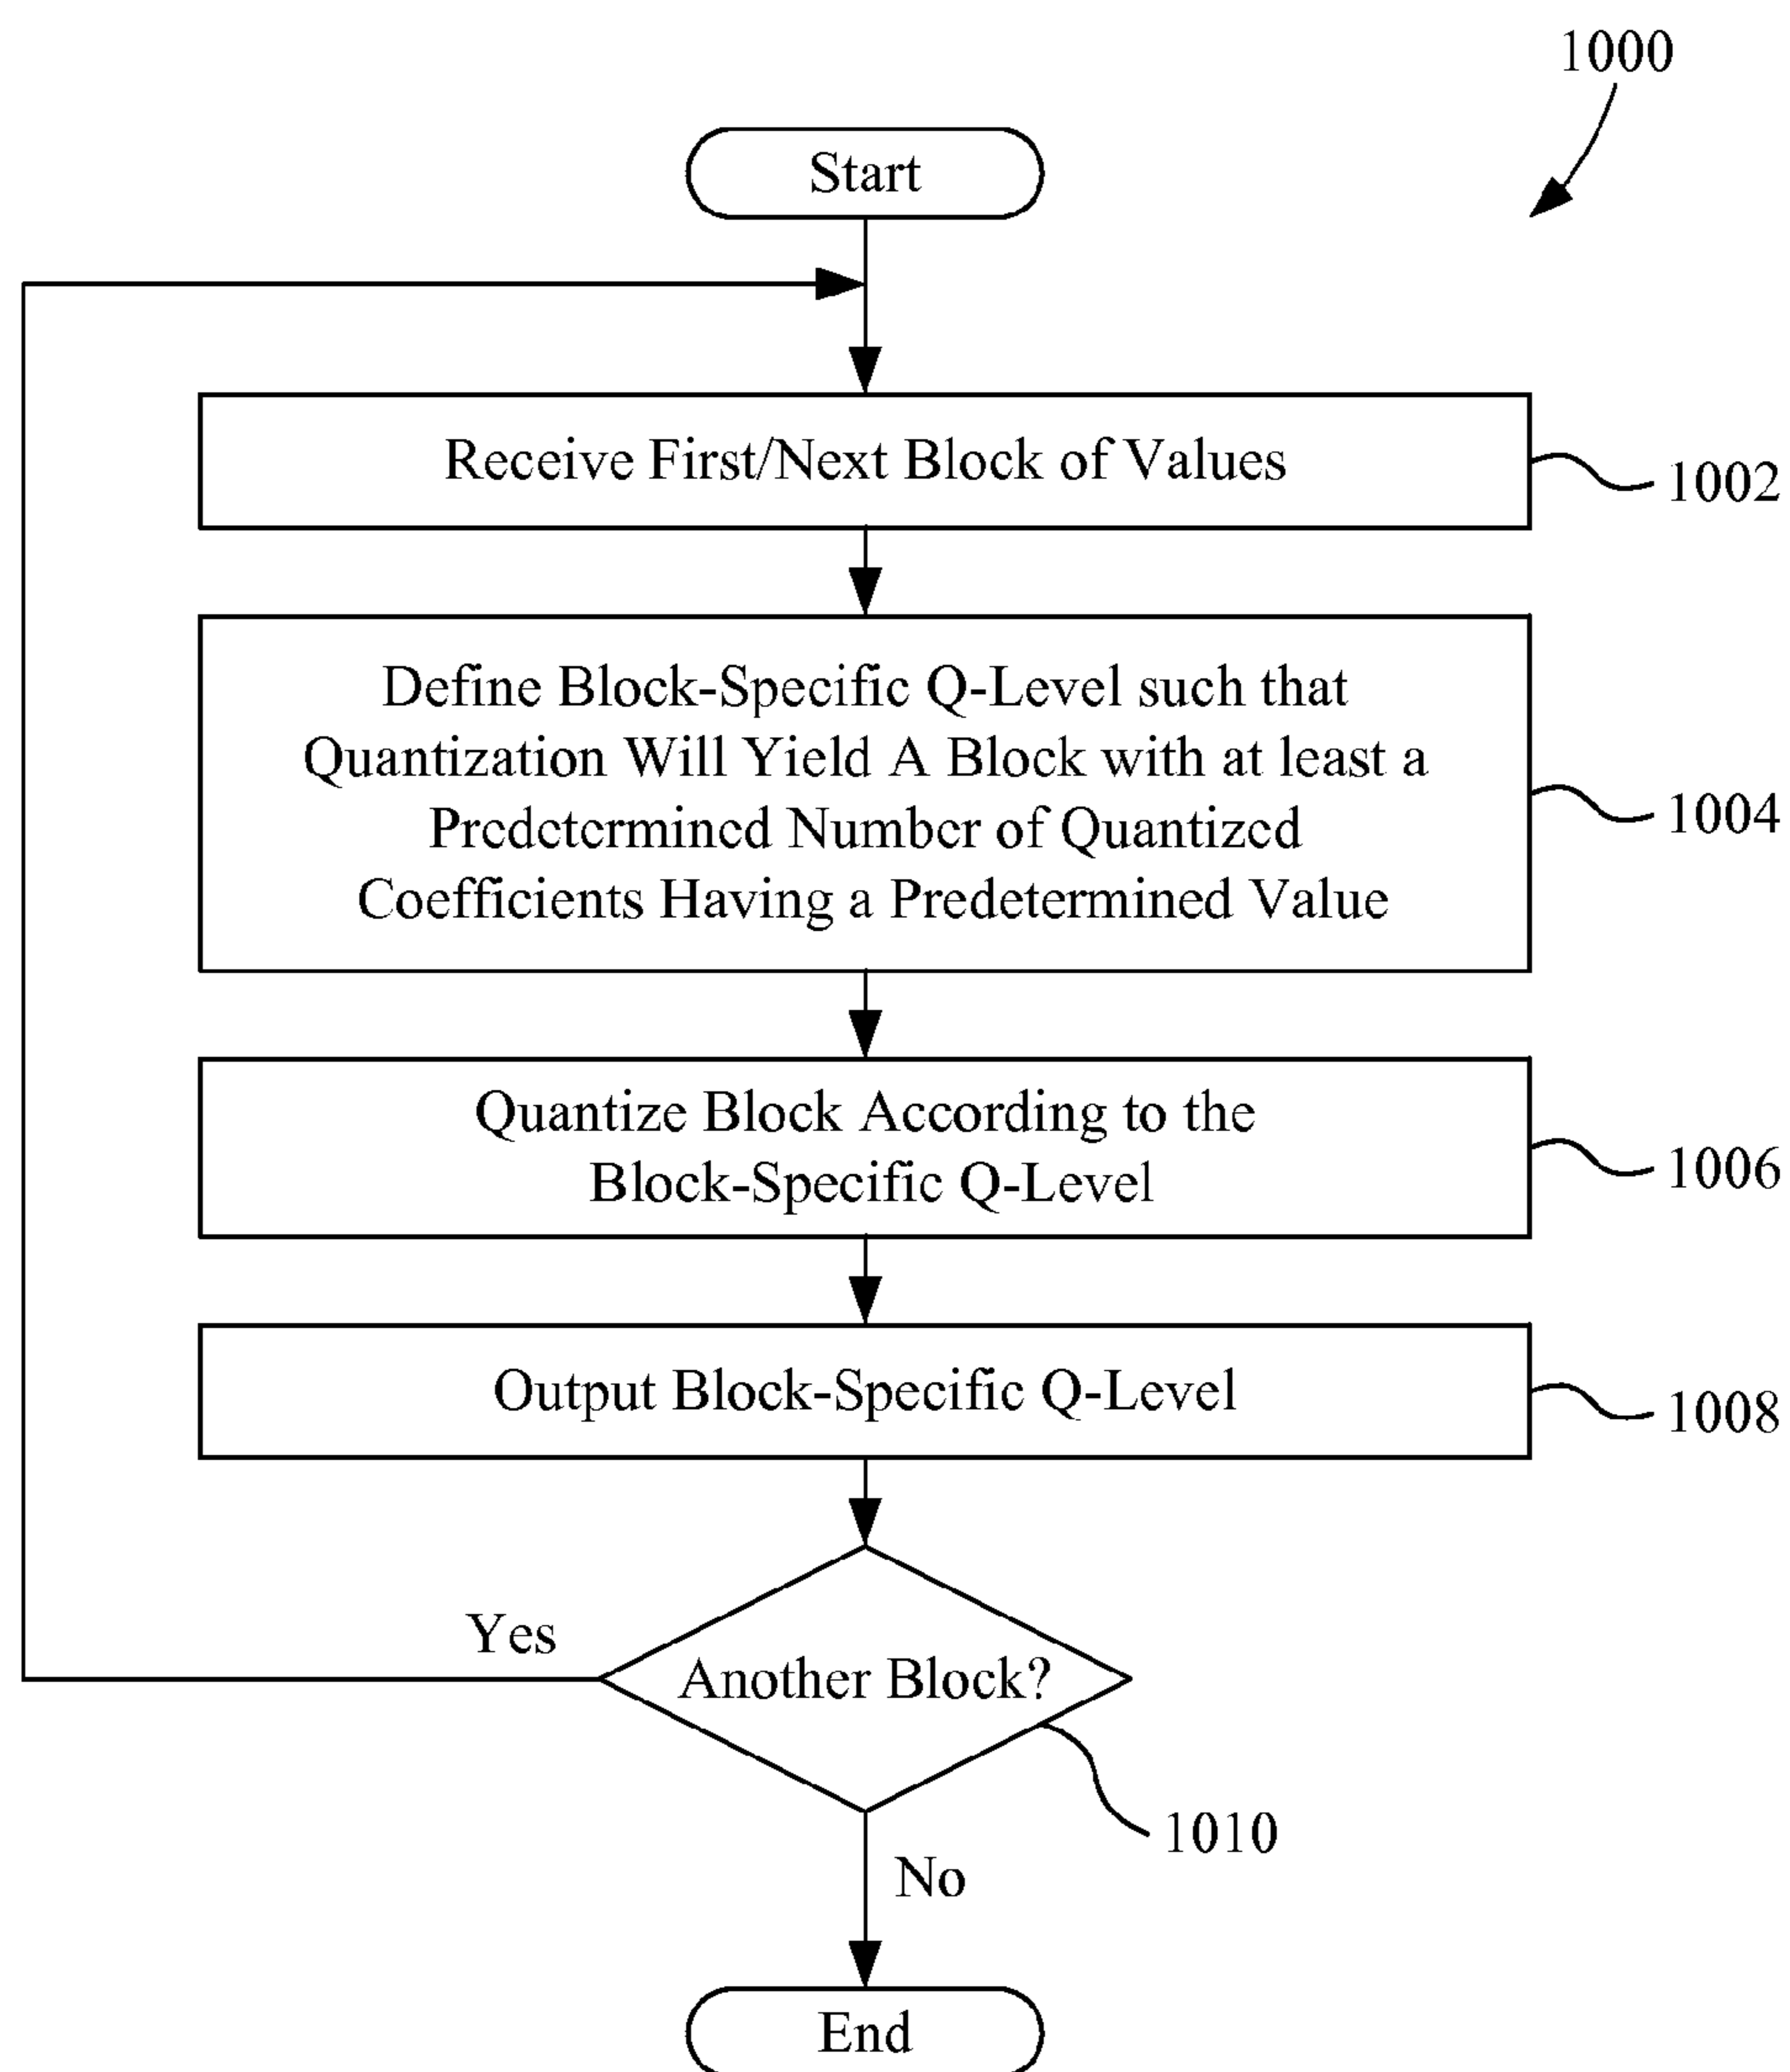 1000
Start
Receive First/Next Block of Values
1002
Define Block-Specific Q-Level such that
Quantization Will Yield A Block with at least a
Predetermined Number of Quantized
Coefficients Having a Predetermined Value
1004
Quantize Block According to the
Block-Specific Q-Level
1006
Output Block-Specific Q-Level
1008
Yes
Another Block?
1010
No
End